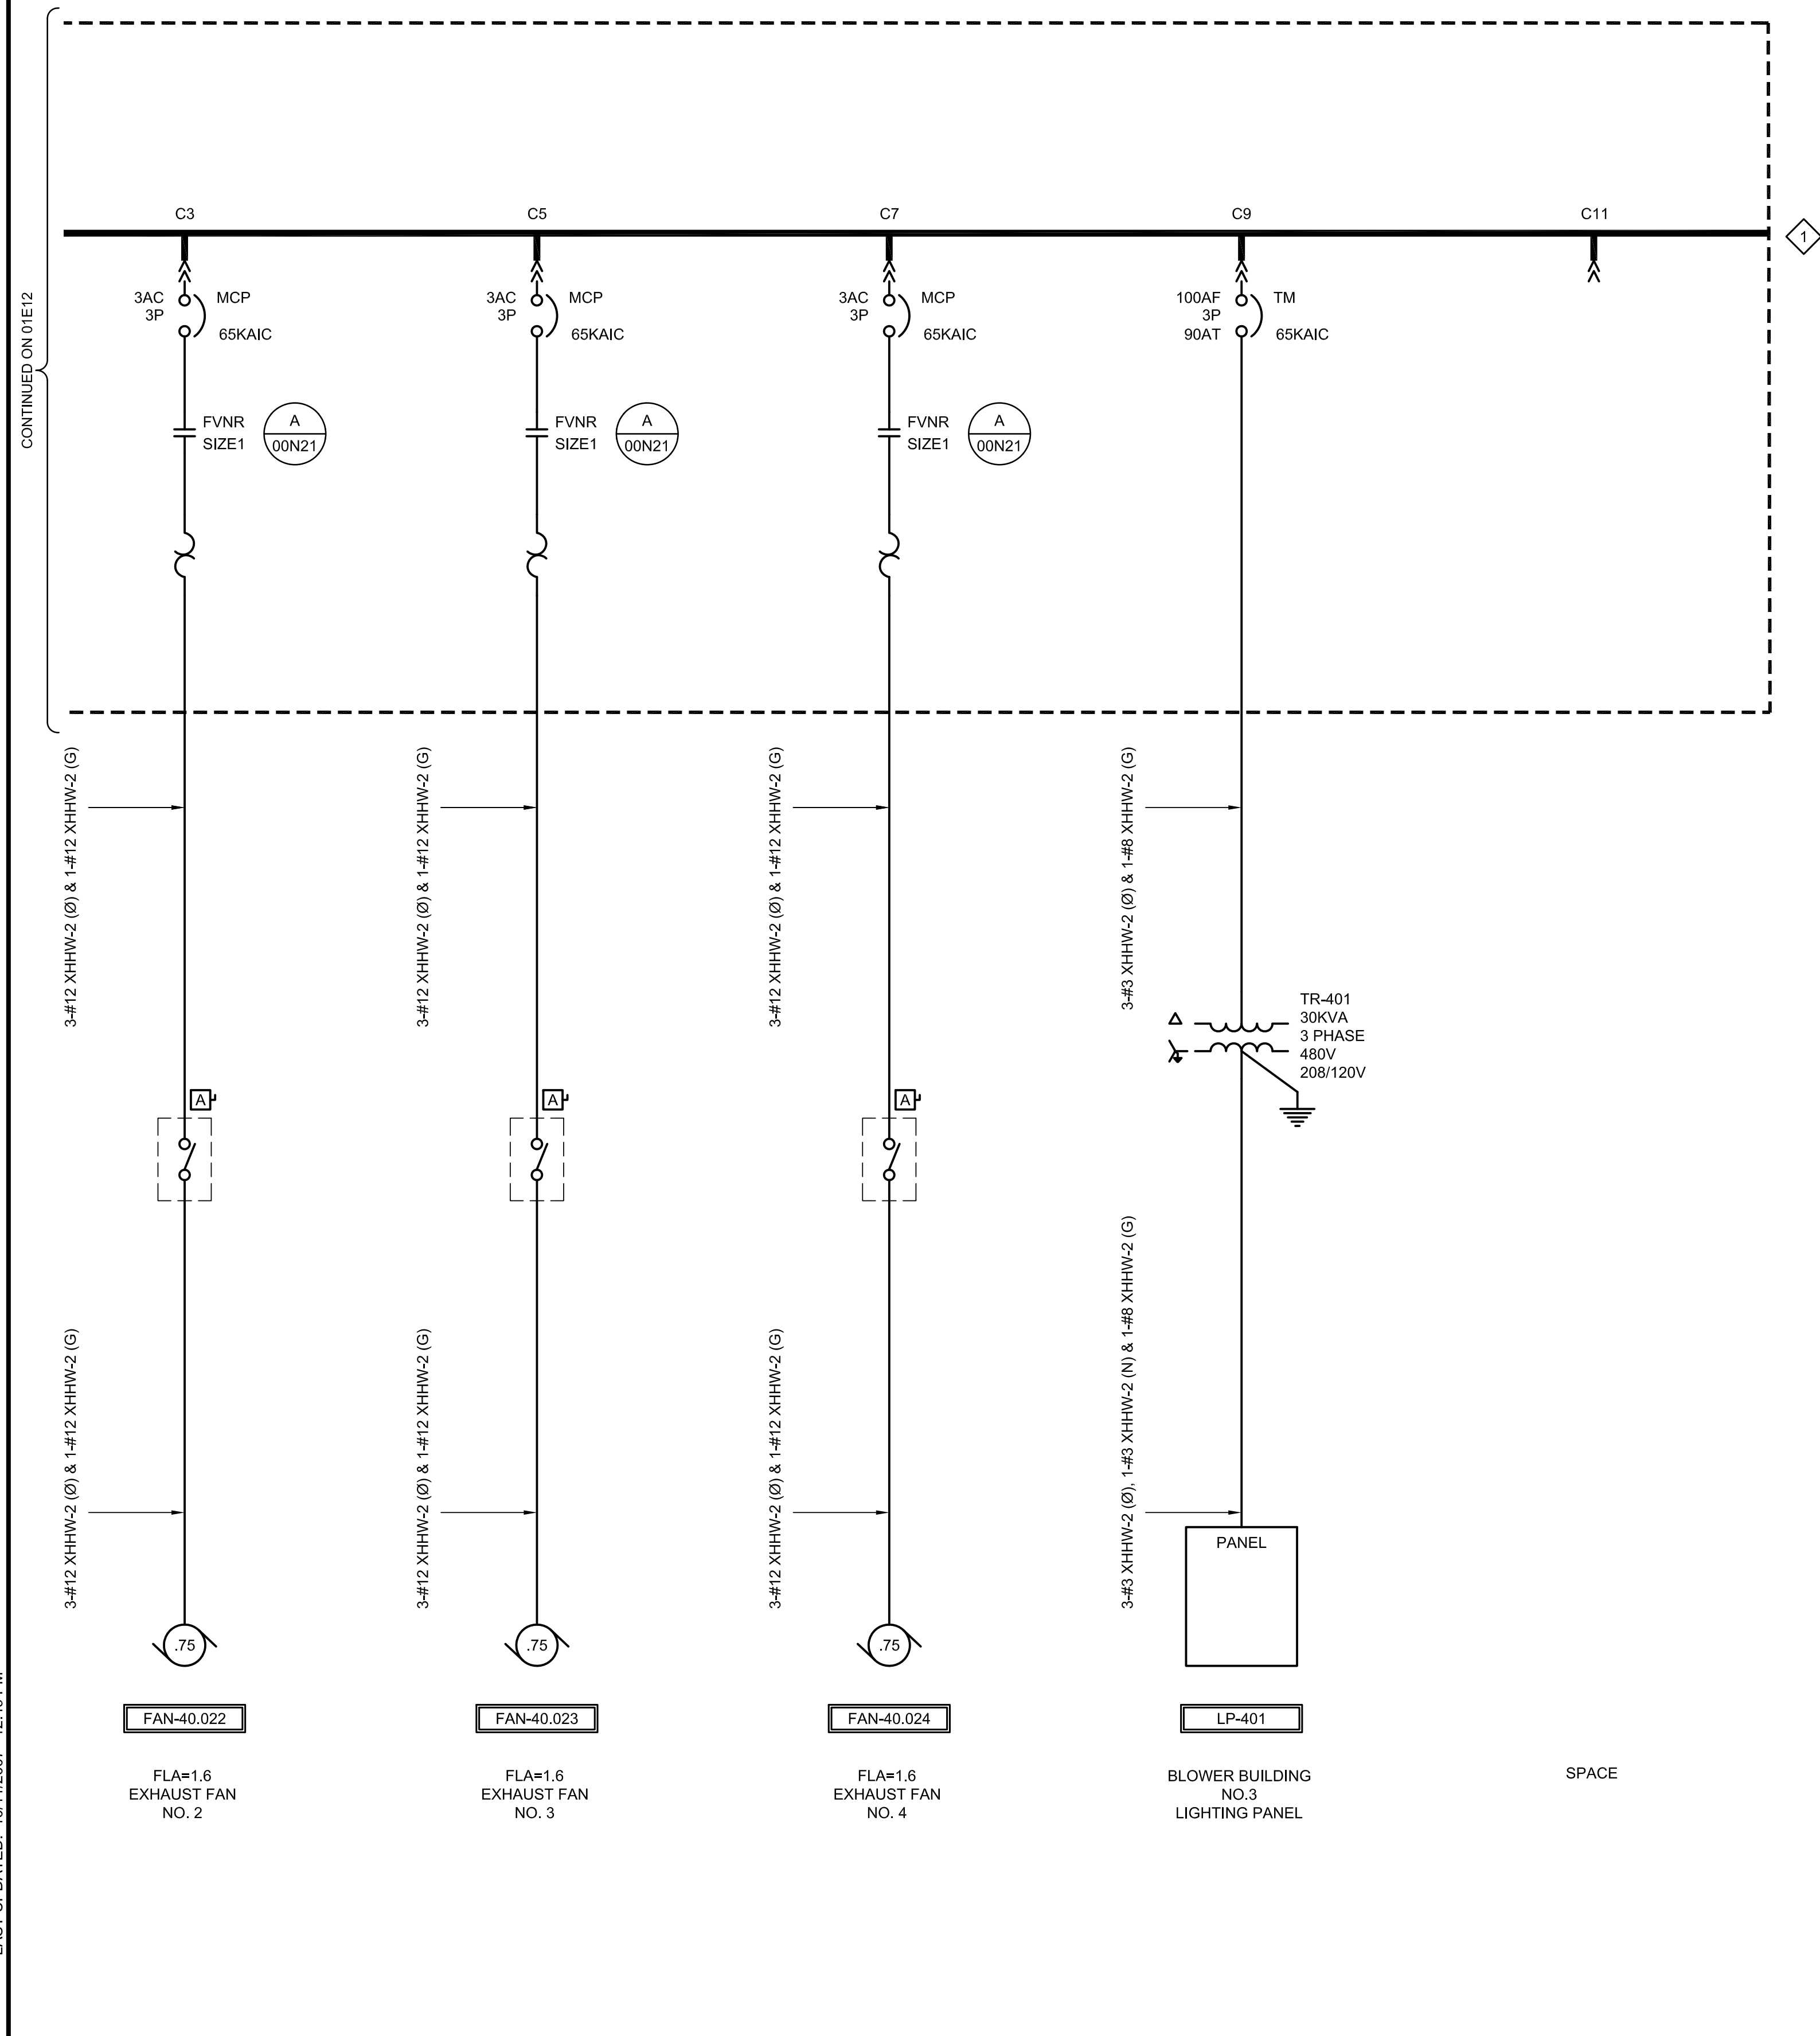 C3
C5
C7
C9
C11
1
CONTINUED ON 01E12
3AC
3P
MCP
65KAIC
3AC
3P
MCP
65KAIC
3AC
3P
MCP
65KAIC
100AF
3P
90AT
TM
65KAIC
FVNR
SIZE1
A
00N21
FVNR
SIZE1
A
00N21
FVNR
SIZE1
A
00N21
3-#12 XHHW-2 (Ø) & 1-#12 XHHW-2 (G)
3-#12 XHHW-2 (Ø) & 1-#12 XHHW-2 (G)
3-#12 XHHW-2 (Ø) & 1-#12 XHHW-2 (G)
3-#3 XHHW-2 (Ø) & 1-#8 XHHW-2 (G)
TR-401
30KVA
3 PHASE
480V
208/120V
A
A
A
3-#12 XHHW-2 (Ø) & 1-#12 XHHW-2 (G)
3-#12 XHHW-2 (Ø) & 1-#12 XHHW-2 (G)
3-#12 XHHW-2 (Ø) & 1-#12 XHHW-2 (G)
3-#3 XHHW-2 (Ø), 1-#3 XHHW-2 (N) & 1-#8 XHHW-2 (G)
PANEL
.75
.75
.75
FAN-40.022
FAN-40.023
FAN-40.024
LP-401
FLA=1.6
EXHAUST FAN
NO. 2
FLA=1.6
EXHAUST FAN
NO. 3
FLA=1.6
EXHAUST FAN
NO. 4
BLOWER BUILDING
NO.3
LIGHTING PANEL
SPACE